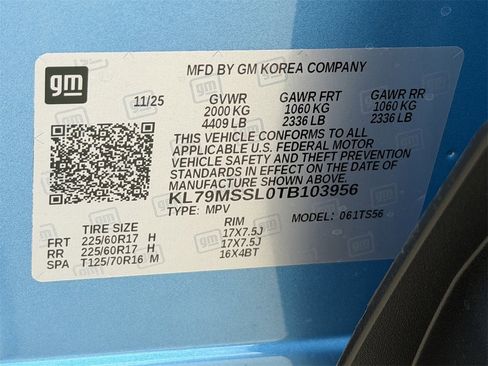 gm
MFD BY GM KOREA COMPANY
11/25 GVWR GAWR FRT GAWR RR
2000 KG 1060 KG 1060 KG
4409 LB 2336 LB 2336 LB
THIS VEHICLE CONFORMS TO ALL
APPLICABLE U.S. FEDERAL MOTOR
VEHICLE SAFETY AND THEFT PREVENTION
STANDARDS IN EFFECT ON THE DATE OF
MANUFACTURE SHOWN ABOVE.
KL79MSSL0TB103956
TYPE: MPV MODEL: 061TS56
TIRE SIZE RIM
FRT 225/60R17 H 17X7.5J
RR 225/60R17 H 17X7.5J
SPA T125/70R16 M 16X4BT